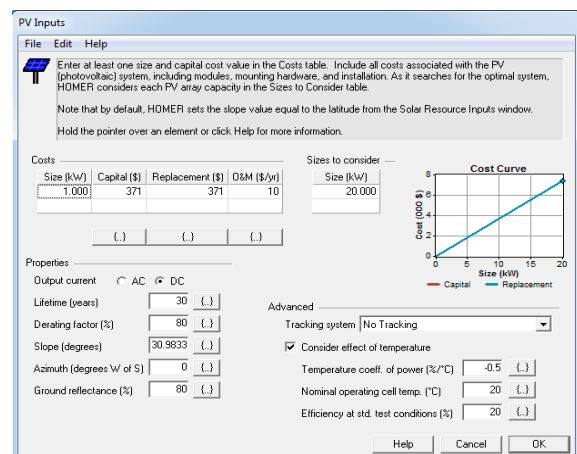 PV Inputs
File Edit Help
Enter at least one size and capital cost value in the Costs table. Include all costs associated with the PV
(photovoltaic) system, including modules, mounting hardware, and installation. As it searches for the optimal system,
HOMER considers each PV array capacity in the Sizes to Consider table.
Note that by default, HOMER sets the slope value equal to the latitude from the Solar Resource Inputs window.
Hold the pointer over an element or click Help for more information.
Costs
Size (kW) Capital ($) Replacement ($) O&M ($/yr)
1.000 371 371 10
{..} {..} {..}
Sizes to consider
Size (kW)
20.000
Cost Curve
Cost (000 $)
8
6
4
2
0
0 5 10 15 20
Size (kW)
Capital Replacement
Properties
Output current AC DC
Lifetime (years) 30 {..}
Derating factor (%) 80 {..}
Slope (degrees) 30.9833 {..}
Azimuth (degrees W of S) 0 {..}
Ground reflectance (%) 80 {..}
Advanced
Tracking system No Tracking
Consider effect of temperature
Temperature coeff. of power (%/°C) -0.5 {..}
Nominal operating cell temp. (°C) 20 {..}
Efficiency at std. test conditions (%) 20 {..}
Help Cancel OK